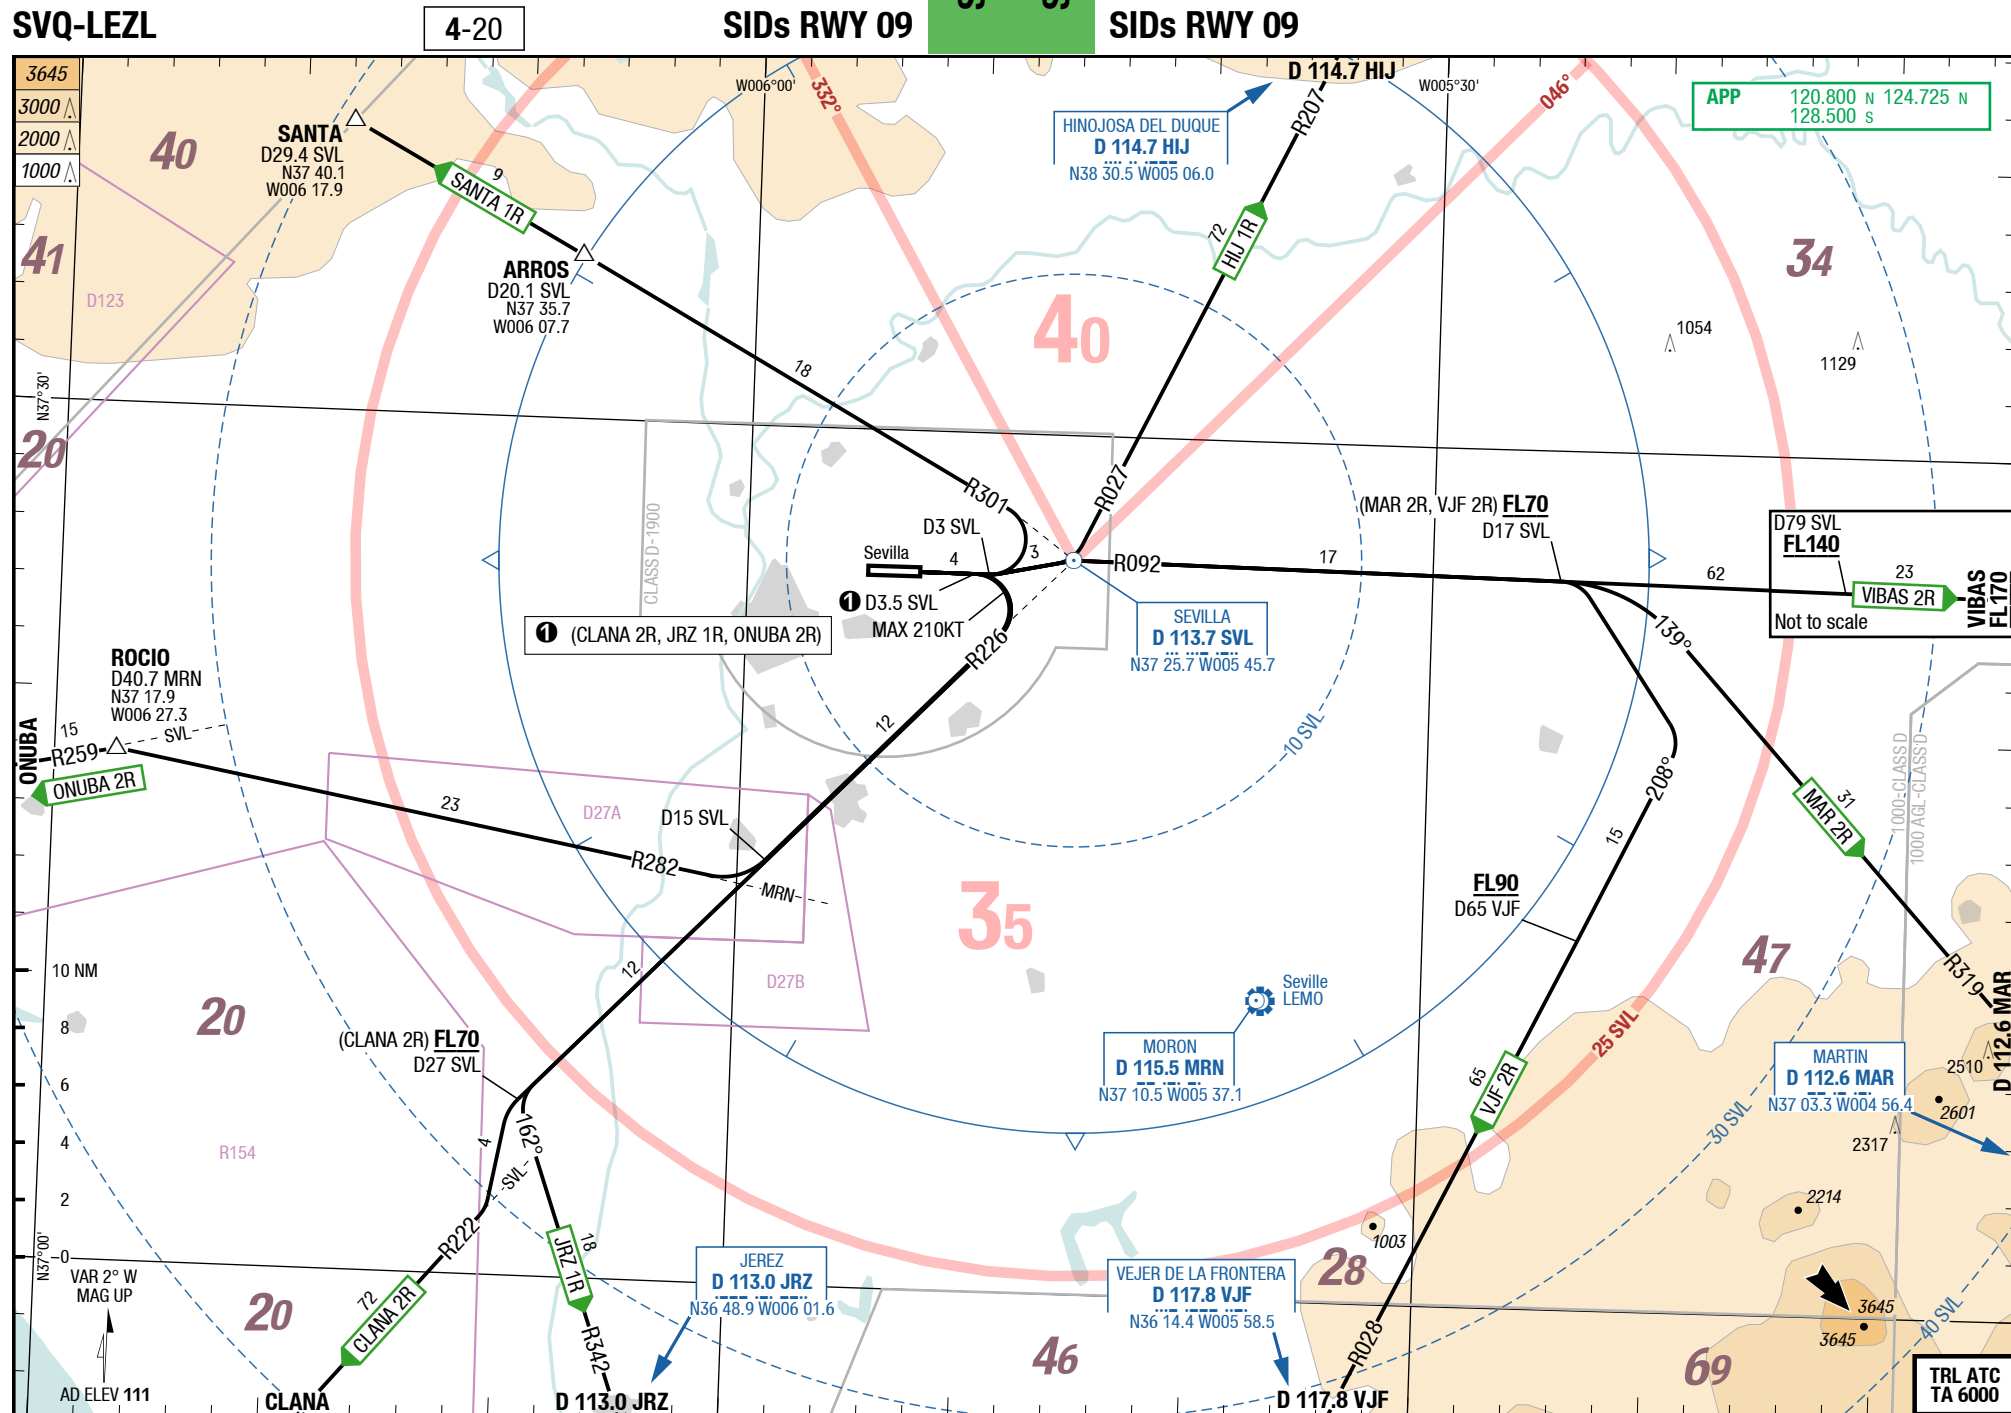 SVQ-LEZL
4-20
SIDs RWY 09
SIDs RWY 09
3645
3000
2000
1000
40
41
D123
20
SANTA
D29.4 SVL
N37 40.1
W006 17.9
9
SANTA 1R
ARROS
D20.1 SVL
N37 35.7
W006 07.7
18
W006°00'
332°
D 114.7 HIJ
HINOJOSA DEL DUQUE
D 114.7 HIJ
N38 30.5 W005 06.0
R207
72
HIJ 1R
W005°30'
046°
APP
120.800 N 124.725 N
128.500 S
34
1054
1129
40
N37°30'
CLASS D-1900
R301
R027
D3 SVL
3
Sevilla
4
R092
17
(MAR 2R, VJF 2R) FL70
D17 SVL
62
D79 SVL
FL140
23
VIBAS 2R
VIBAS
FL170
Not to scale
1 D3.5 SVL
MAX 210KT
1 (CLANA 2R, JRZ 1R, ONUBA 2R)
R226
SEVILLA
D 113.7 SVL
N37 25.7 W005 45.7
139°
ROCIO
D40.7 MRN
N37 17.9
W006 27.3
15
SVL
R259
ONUBA
ONUBA 2R
23
12
10 SVL
D27A
D15 SVL
R282
MRN
208°
15
31
MAR 2R
1000-CLASS D
1000 AGL-CLASS D
FL90
D65 VJF
35
47
10 NM
8
6
4
2
0
20
12
D27B
Seville
LEMO
R319
D 112.6 MAR
(CLANA 2R) FL70
D27 SVL
MORON
D 115.5 MRN
N37 10.5 W005 37.1
25 SVL
MARTIN
D 112.6 MAR
N37 03.3 W004 56.4
2510
2601
2317
65
VJF 2R
30 SVL
162°
4
SVL
R154
R222
2214
1003
N37°00'
VAR 2° W
MAG UP
AD ELEV 111
20
72
CLANA 2R
CLANA
18
JRZ 1R
R342
D 113.0 JRZ
JEREZ
D 113.0 JRZ
N36 48.9 W006 01.6
VEJER DE LA FRONTERA
D 117.8 VJF
N36 14.4 W005 58.5
28
46
R028
D 117.8 VJF
69
3645
3645
40 SVL
TRL ATC
TA 6000